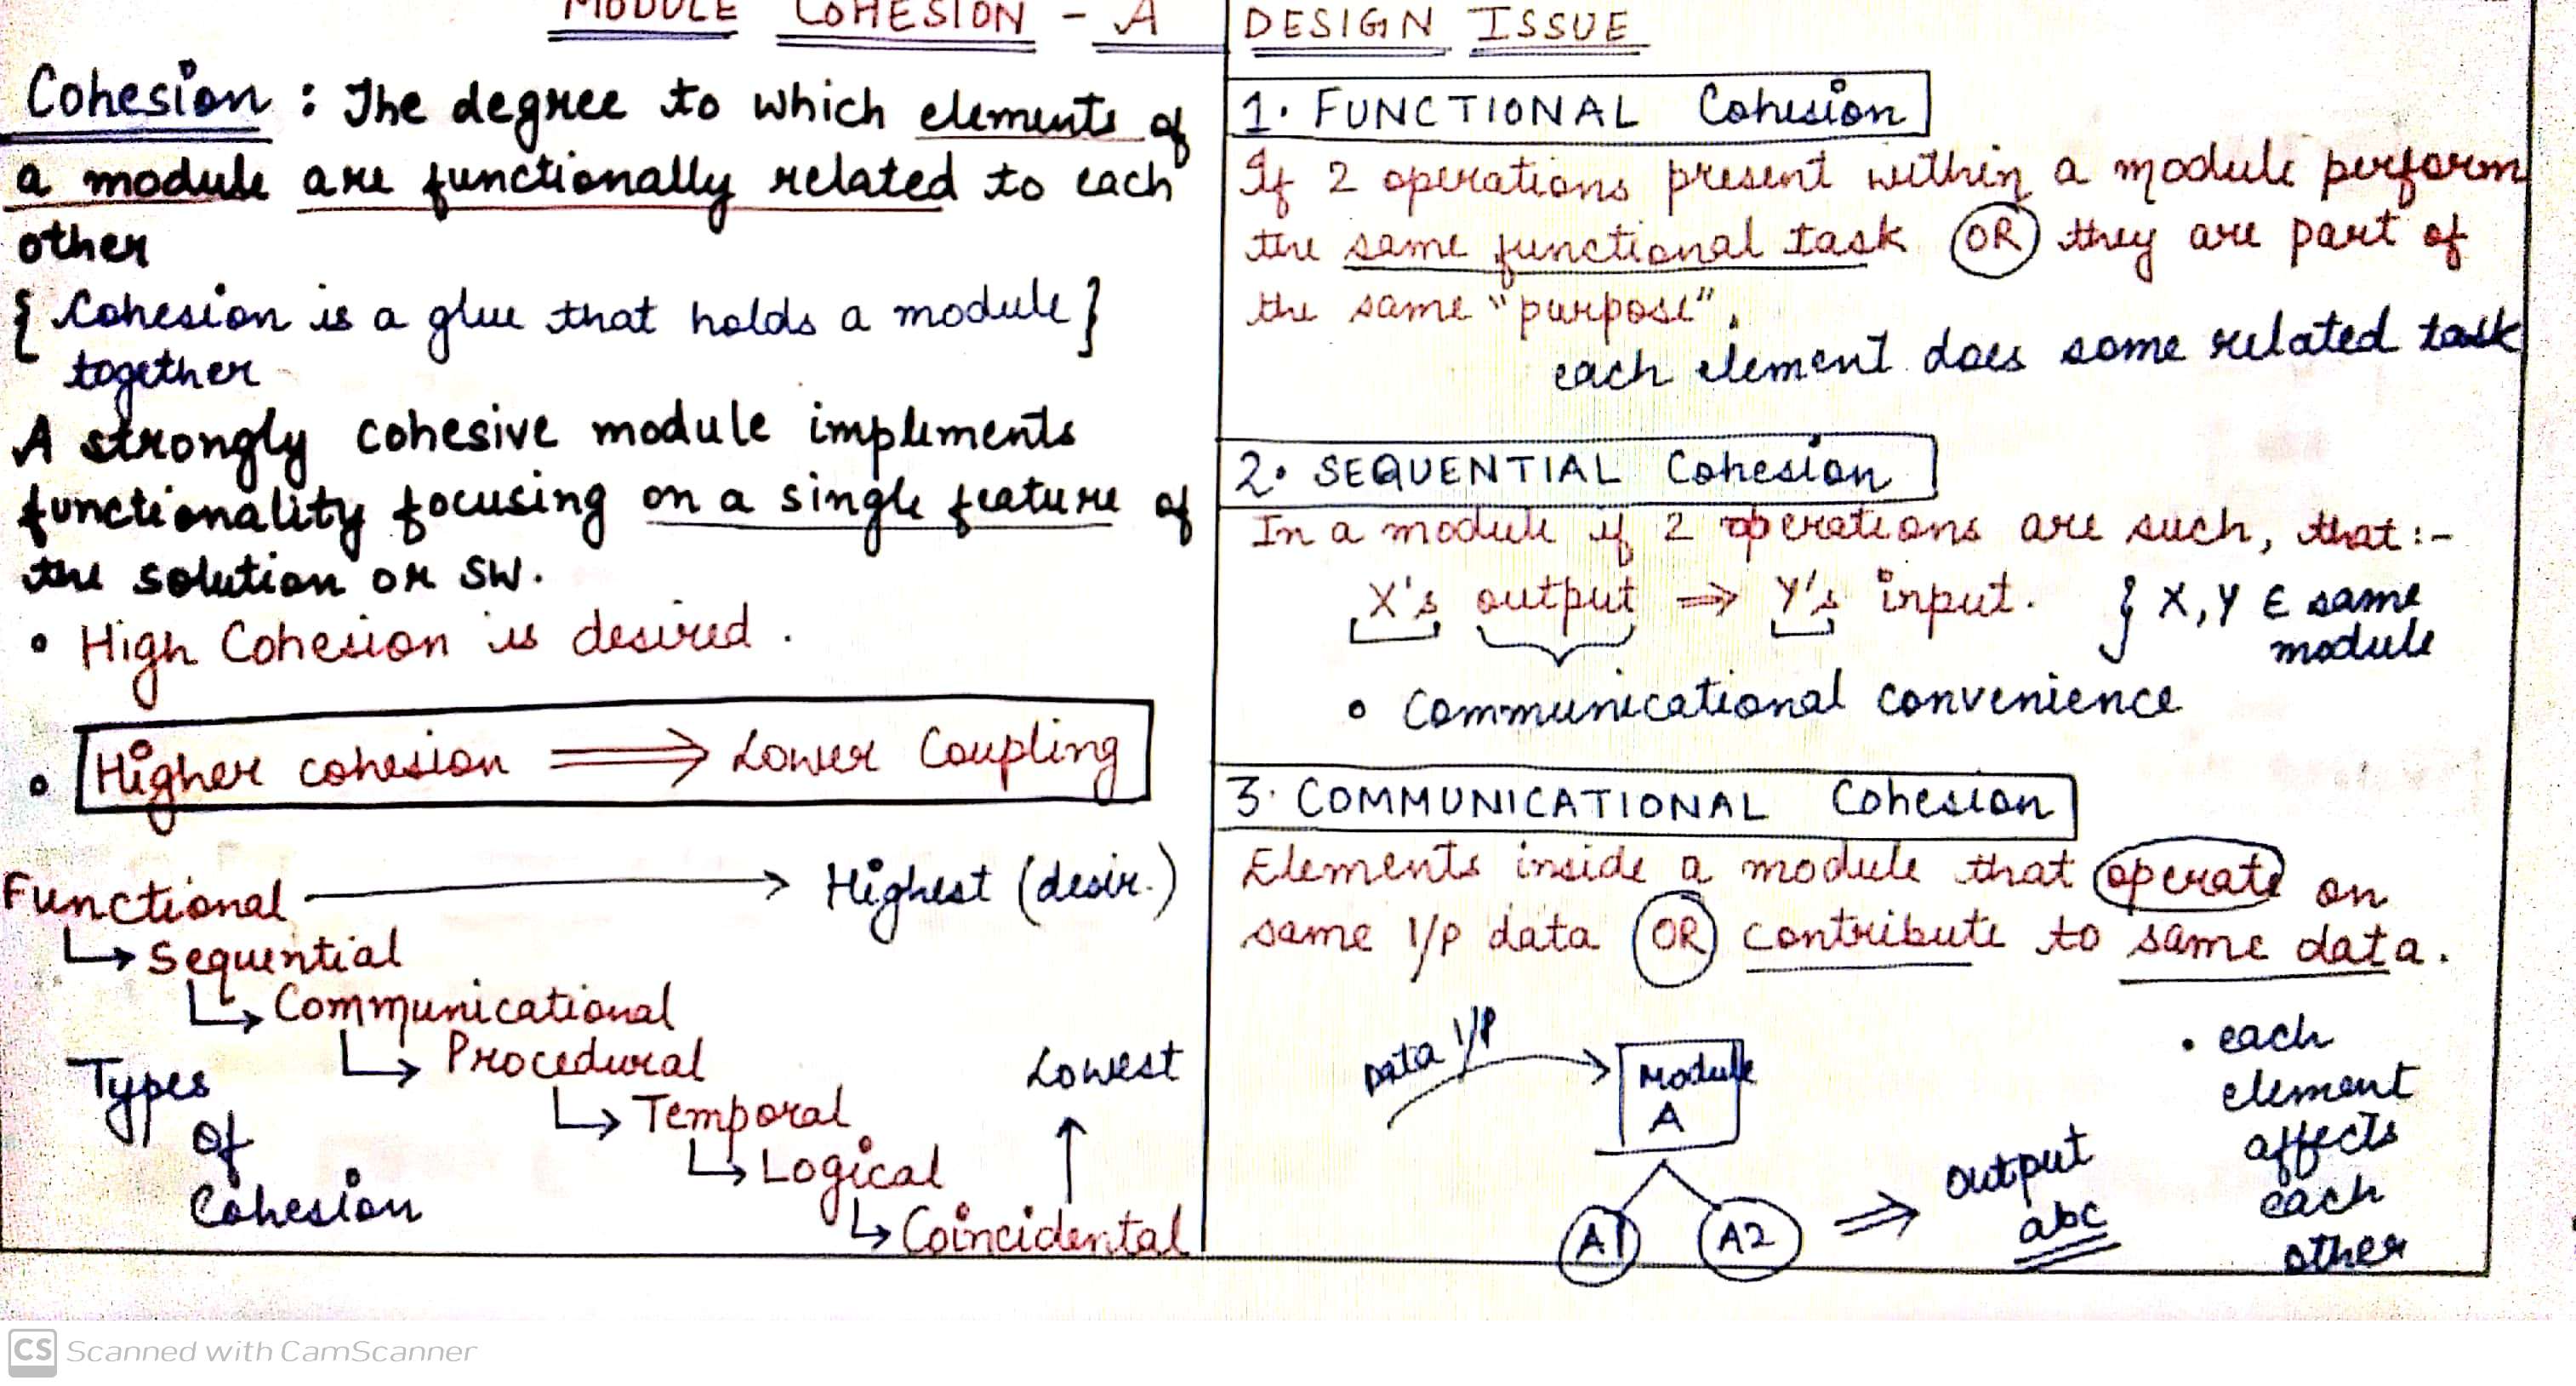 MODULE COHESION - A DESIGN ISSUE
Cohesion : The degree to which elements of
a module are functionally related to each
other
{ Cohesion is a glue that holds a module }
together
A strongly cohesive module implements
functionality focusing on a single feature of
the solution or SW.
• High Cohesion is desired.
• Higher cohesion ⟹ Lower Coupling
Functional → Highest (desir.)
↳ Sequential
↳ Communicational
↳ Procedural
↳ Temporal
↳ Logical
↳ Coincidental
Lowest
↑
Types
of
Cohesion
1. FUNCTIONAL Cohesion
If 2 operations present within a module perform
the same functional task OR they are part of
the same "purpose".
each element does some related task
2. SEQUENTIAL Cohesion
In a module if 2 operations are such, that:-
X's output ⇒ Y's input. } X, Y ∈ same
module
• Communicational convenience
3. COMMUNICATIONAL Cohesion
Elements inside a module that operate on
same I/P data OR contribute to same data.
Data I/P → Module
A
A1 A2 ⇒ output
abc
• each
element
affects
each
other
CS Scanned with CamScanner